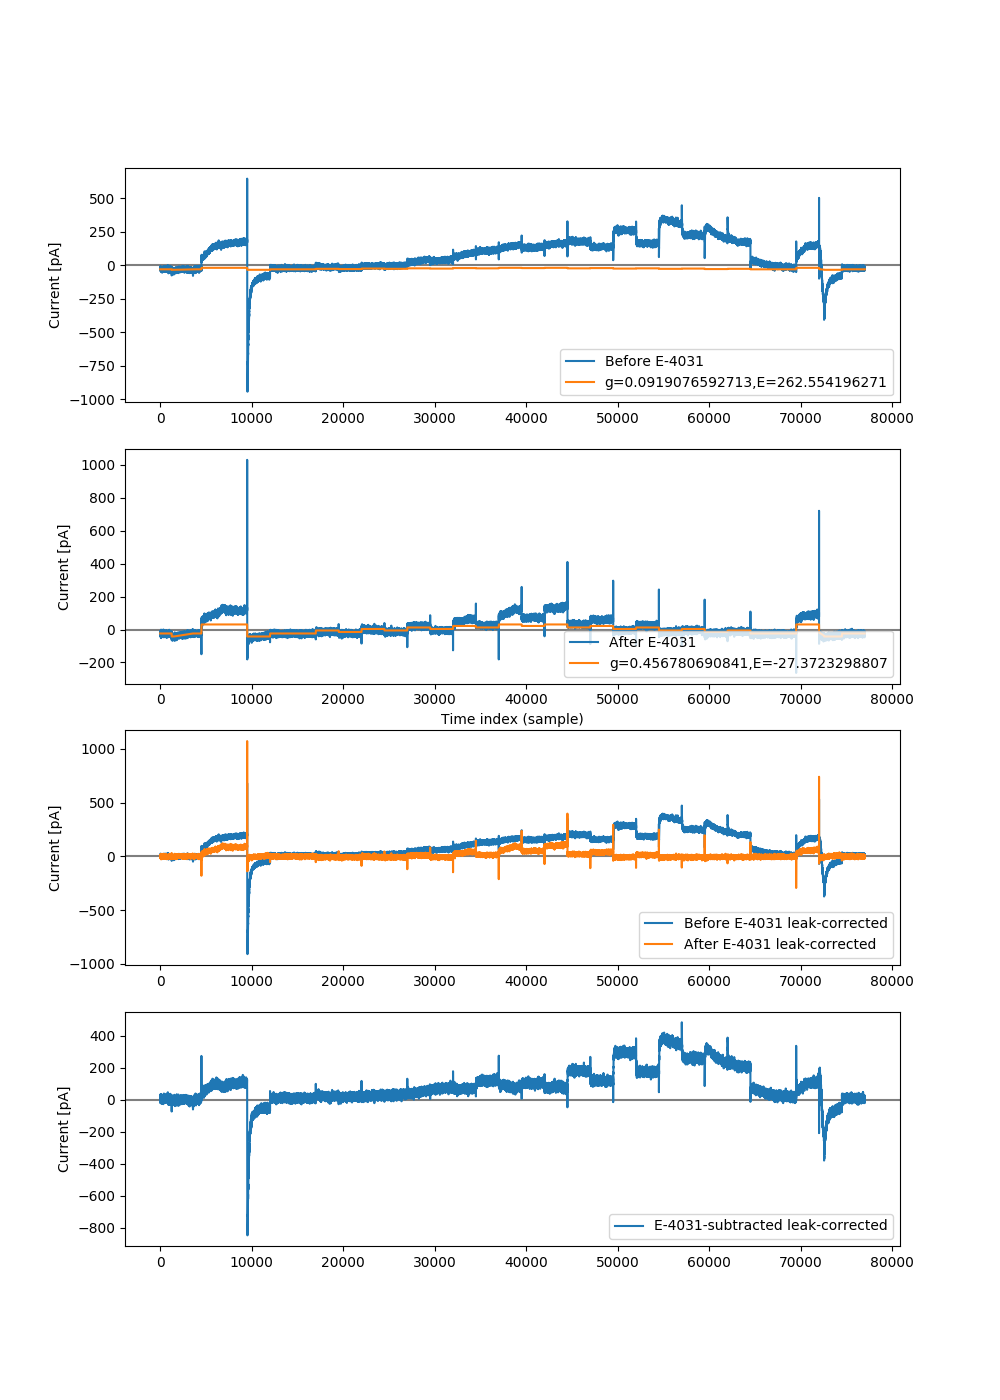 500
250
0
−250
−500
−750
−1000
Current [pA]
Before E-4031
g=0.0919076592713,E=262.554196271
0 10000 20000 30000 40000 50000 60000 70000 80000
1000
800
600
400
200
0
−200
Current [pA]
After E-4031
g=0.456780690841,E=-27.3723298807
0 10000 20000 30000 40000 50000 60000 70000 80000
Time index (sample)
1000
500
0
−500
−1000
Current [pA]
Before E-4031 leak-corrected
After E-4031 leak-corrected
0 10000 20000 30000 40000 50000 60000 70000 80000
400
200
0
−200
−400
−600
−800
Current [pA]
E-4031-subtracted leak-corrected
0 10000 20000 30000 40000 50000 60000 70000 80000